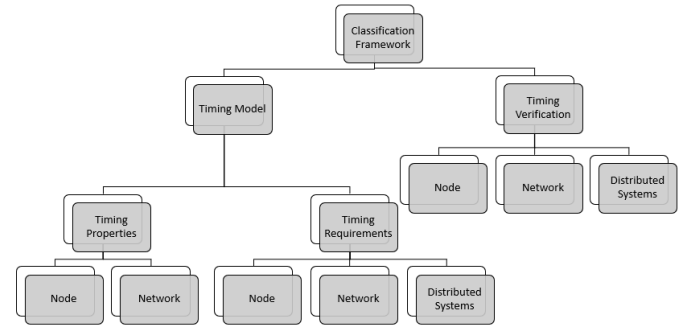 Classification
Framework
Timing Model
Timing
Verification
Node
Network
Distributed
Systems
Timing
Properties
Timing
Requirements
Node
Network
Node
Network
Distributed
Systems